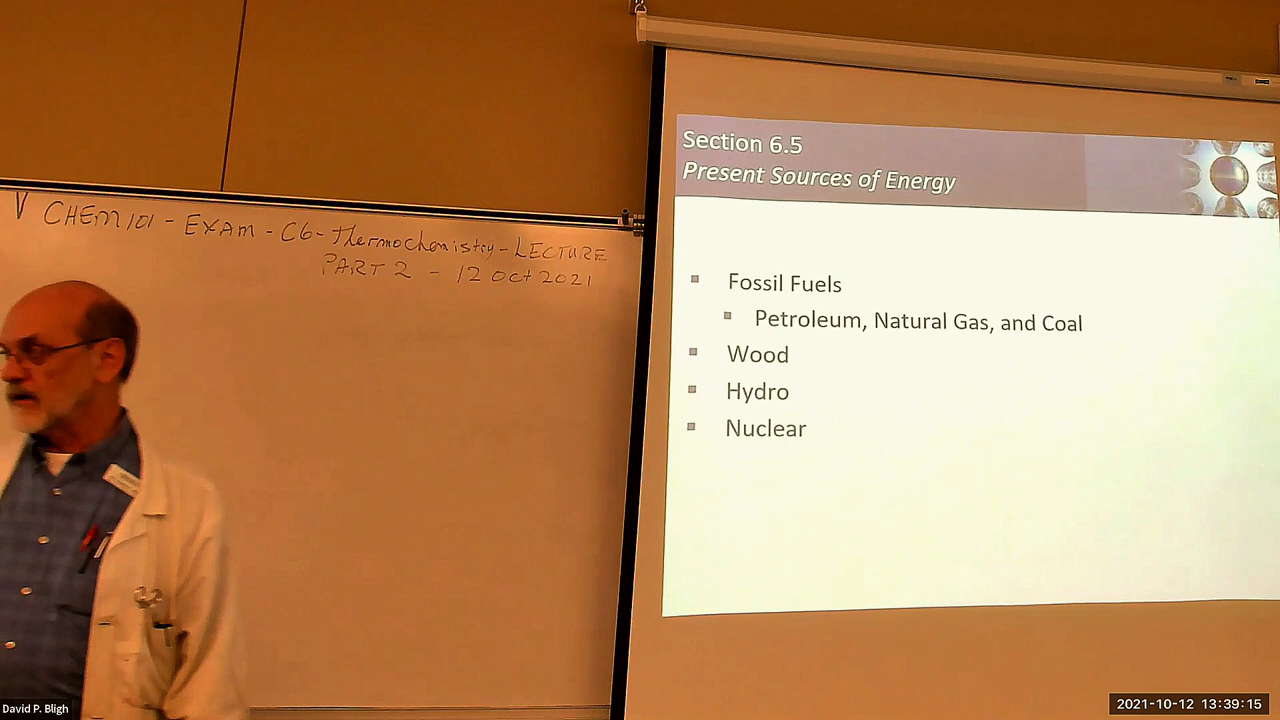 V CHEM 101 - EXAM - C6 - Thermochemistry - LECTURE
PART 2 - 12 Oct 2021
Section 6.5
Present Sources of Energy
Fossil Fuels
Petroleum, Natural Gas, and Coal
Wood
Hydro
Nuclear
David P. Bligh
2021-10-12 13:39:15